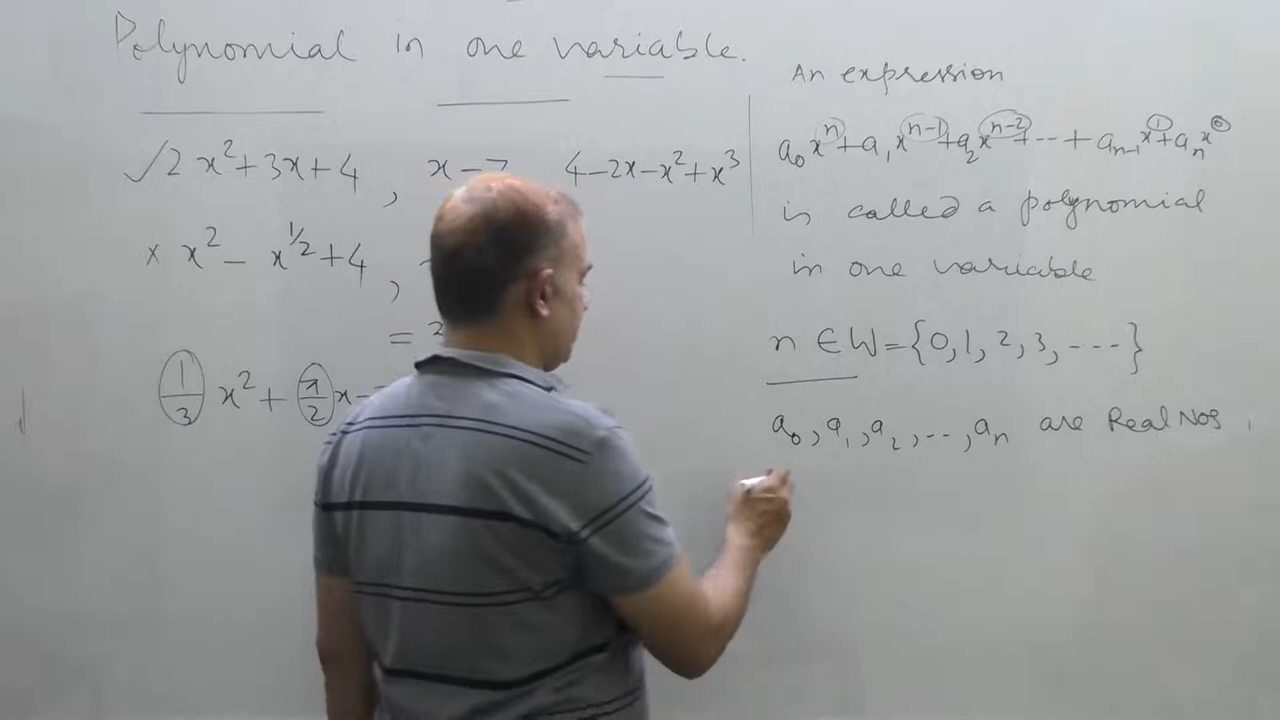 Polynomial in one variable.
✓ 2x² + 3x + 4 , x - 7 4 - 2x - x² + x³
× x² - x^{1/2} + 4 ,
=
1/3 x² + π/2 x -
An expression
a₀xⁿ + a₁xⁿ⁻¹ + a₂xⁿ⁻² + ... + aₙ₋₁x¹ + aₙx⁰
is called a polynomial
in one variable
n ∈ W = {0, 1, 2, 3, ----}
a₀, a₁, a₂, ..., aₙ are Real Nos